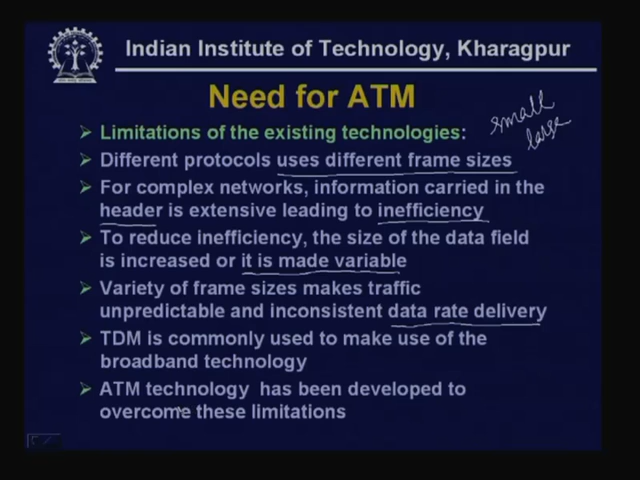 Indian Institute of Technology, Kharagpur
Need for ATM
small
large
Limitations of the existing technologies:
Different protocols uses different frame sizes
For complex networks, information carried in the
header is extensive leading to inefficiency
To reduce inefficiency, the size of the data field
is increased or it is made variable
Variety of frame sizes makes traffic
unpredictable and inconsistent data rate delivery
TDM is commonly used to make use of the
broadband technology
ATM technology has been developed to
overcome these limitations